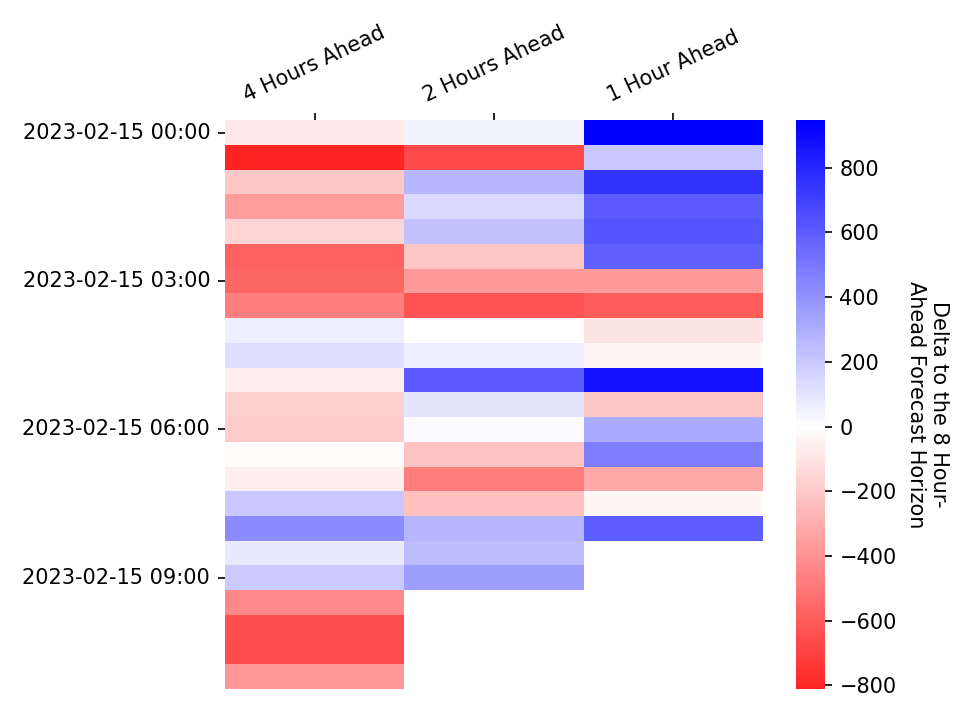 4 Hours Ahead
2 Hours Ahead
1 Hour Ahead
2023-02-15 00:00
2023-02-15 03:00
2023-02-15 06:00
2023-02-15 09:00
800
600
400
200
0
−200
−400
−600
−800
Delta to the 8 Hour-
Ahead Forecast Horizon